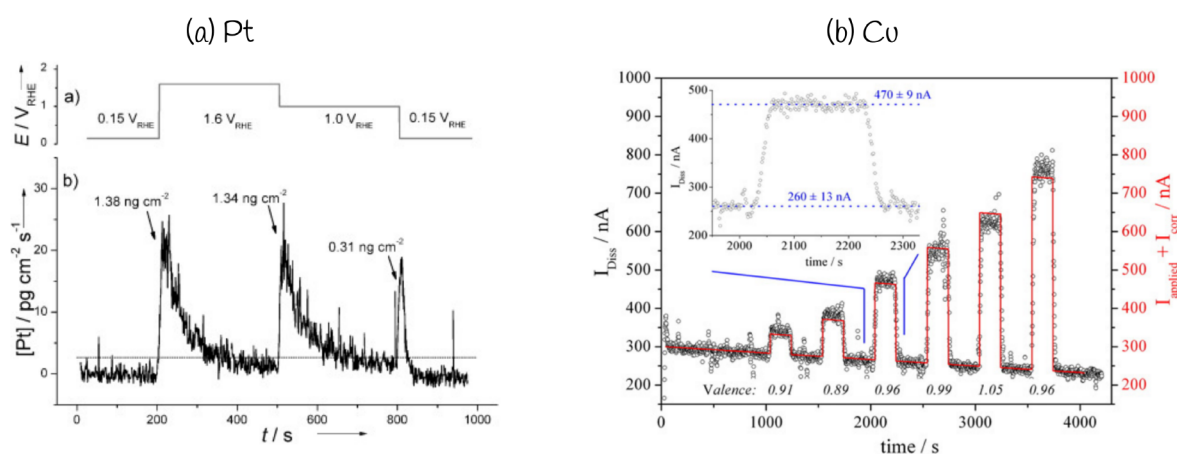 (a) Pt
a)
E / V_RHE
2
1
0
0.15 V_RHE
1.6 V_RHE
1.0 V_RHE
0.15 V_RHE
b)
[Pt] / pg cm⁻² s⁻¹
30
20
10
0
1.38 ng cm⁻²
1.34 ng cm⁻²
0.31 ng cm⁻²
0 200 400 600 800 1000
t / s
(b) Cu
I_Diss / nA
1000
900
800
700
600
500
400
300
200
500
400
300
200
I_Diss / nA
470 ± 9 nA
260 ± 13 nA
2000 2100 2200 2300
time / s
Valence: 0.91 0.89 0.96 0.99 1.05 0.96
0 1000 2000 3000 4000
time / s
1000
900
800
700
600
500
400
300
200
I_applied + I_corr / nA